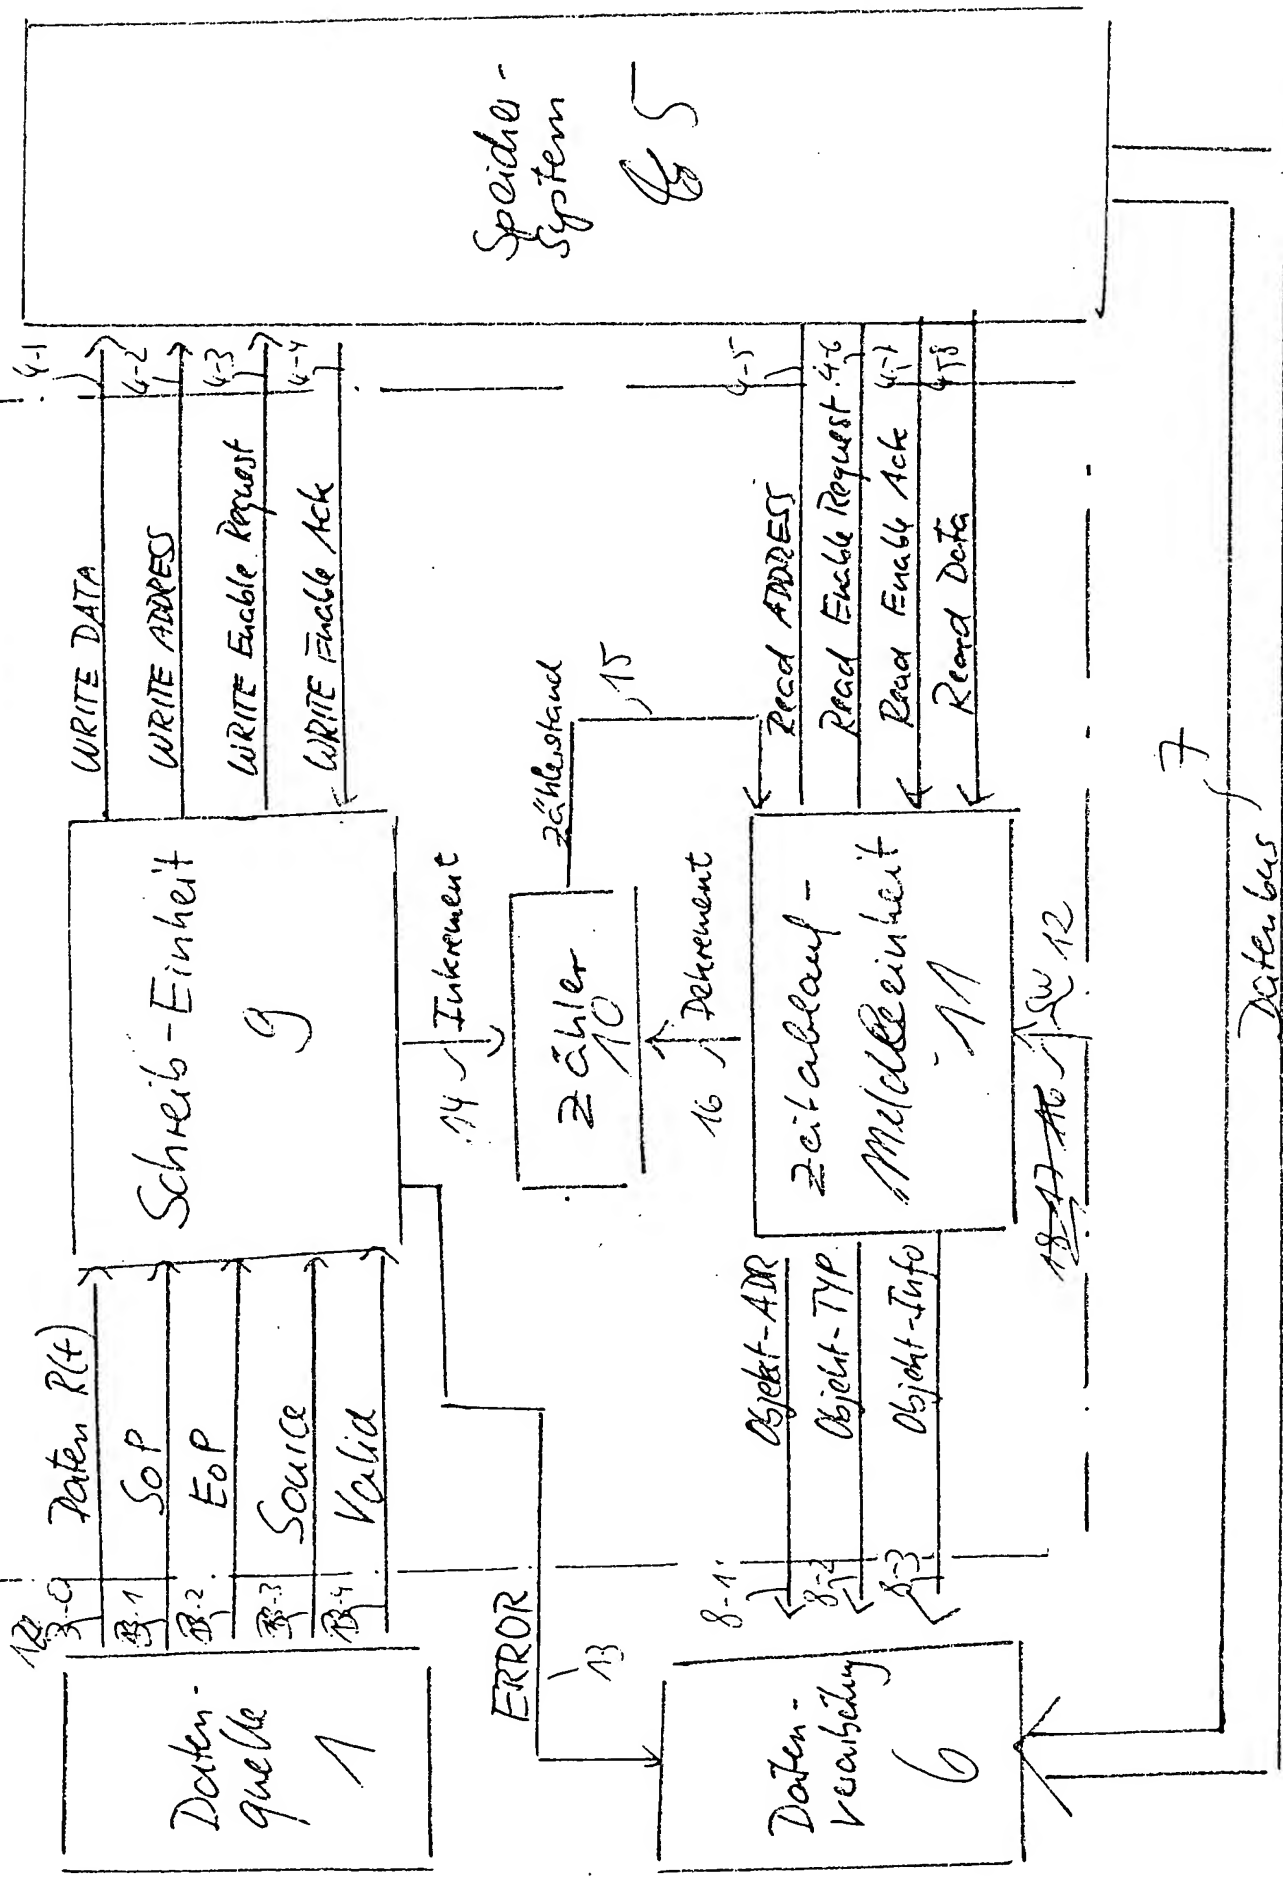 Daten-
quelle
1
3-0
Daten R(t)
3-1
SoP
3-2
EoP
3-3
Source
3-4
Valid
Schreib-Einheit
9
WRITE DATA
4-1
WRITE ADDRESS
4-2
WRITE Enable Request
4-3
WRITE Enable Ack
4-4
Speicher-
System
5
ERROR
13
14
Inkrement
Zähler
10
Zählerstand
15
16
Dekrement
Daten-
verarbeitung
6
8-1
Objekt-ADR
8-2
Objekt-TYP
8-3
Objekt-Info
Zeitablauf-
Meldeeinheit
11
Read ADDRESS
4-5
Read Enable Request
4-6
Read Enable Ack
4-7
Read Data
4-8
SW 12
7
Datenbus